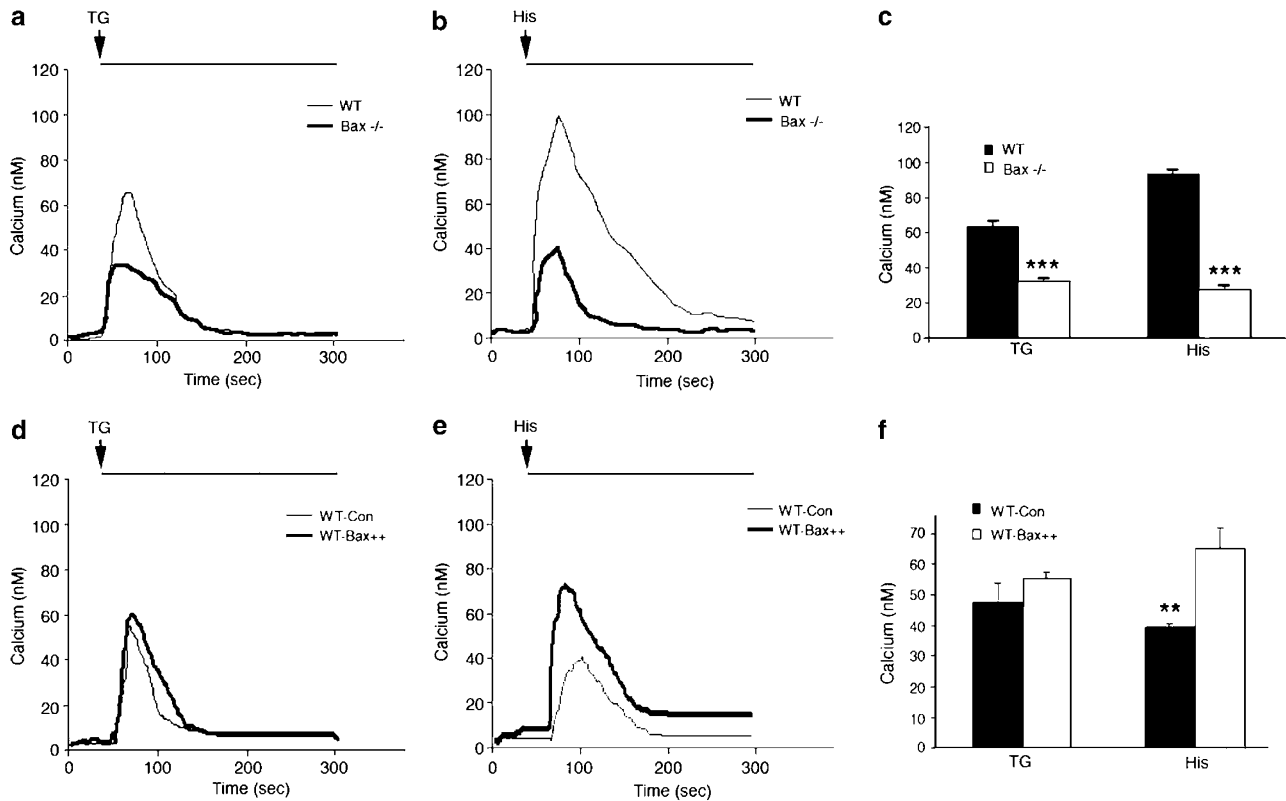 a
TG
120
100
80
60
40
20
0
Calcium (nM)
WT
Bax -/-
0 100 200 300
Time (sec)
b
His
120
100
80
60
40
20
0
Calcium (nM)
WT
Bax -/-
0 100 200 300
Time (sec)
c
120
100
80
60
40
20
0
Calcium (nM)
WT
Bax -/-
***
***
TG His
d
TG
120
100
80
60
40
20
0
Calcium (nM)
WT-Con
WT-Bax++
0 100 200 300
Time (sec)
e
His
120
100
80
60
40
20
0
Calcium (nM)
WT-Con
WT-Bax++
0 100 200 300
Time (sec)
f
70
60
50
40
30
20
10
0
Calcium (nM)
WT-Con
WT-Bax++
**
TG His